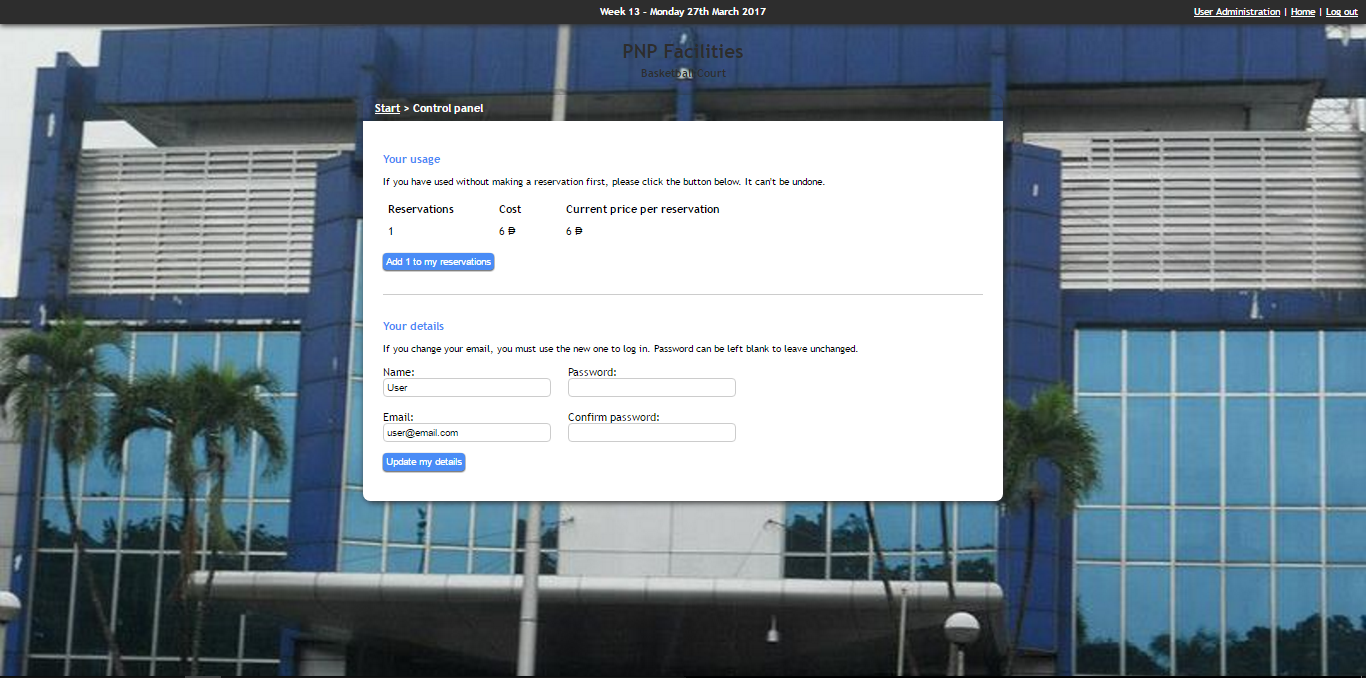 Week 13 - Monday 27th March 2017
User Administration | Home | Log out
PNP Facilities
Basketball Court
Start > Control panel
Your usage
If you have used without making a reservation first, please click the button below. It can't be undone.
Reservations Cost Current price per reservation
1 6 ₱ 6 ₱
Add 1 to my reservations
Your details
If you change your email, you must use the new one to log in. Password can be left blank to leave unchanged.
Name: Password:
User
Email: Confirm password:
user@email.com
Update my details